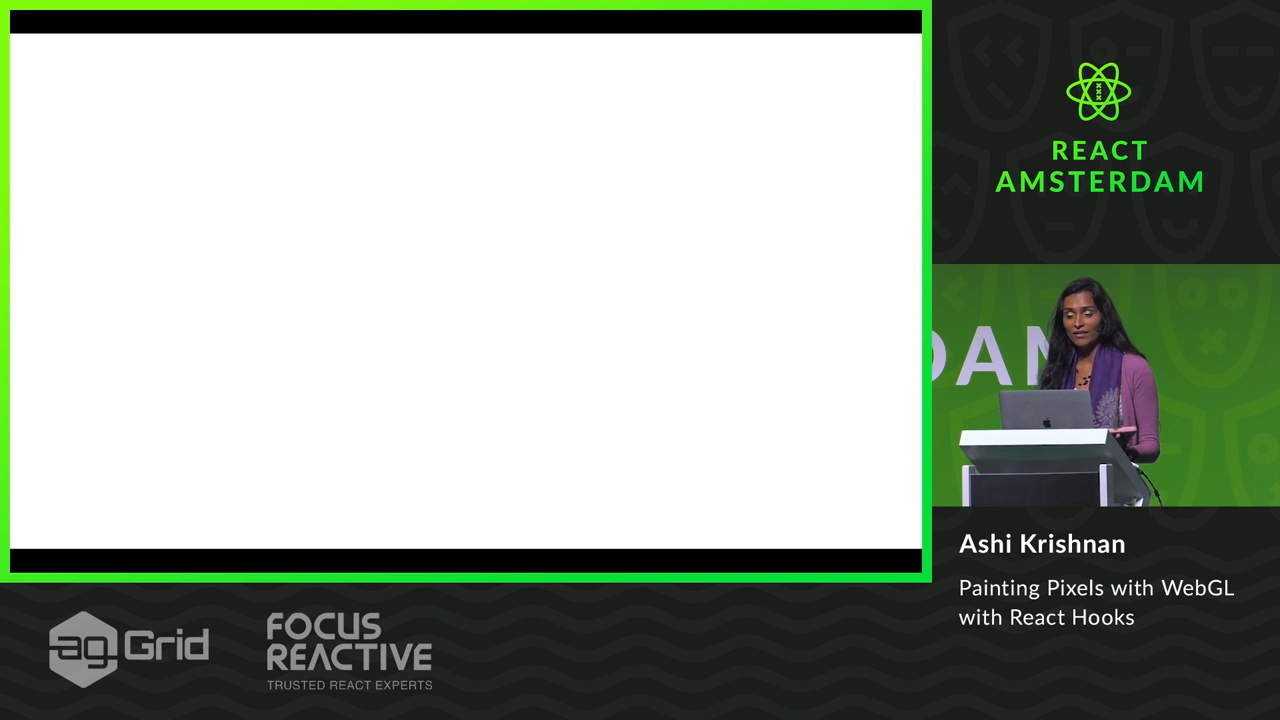 REACT
AMSTERDAM
DAM
Ashi Krishnan
Painting Pixels with WebGL
with React Hooks
ag Grid
FOCUS
REACTIVE
TRUSTED REACT EXPERTS